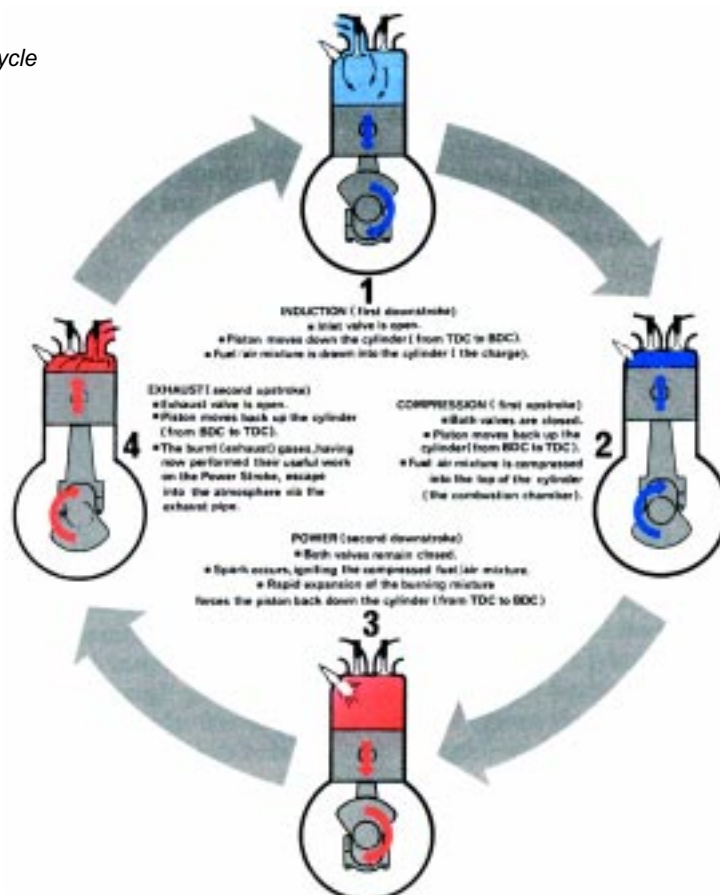 ycle
1
INDUCTION ( first downstroke)
• Inlet valve is open.
• Piston moves down the cylinder ( from TDC to BDC).
• Fuel/air mixture is drawn into the cylinder ( the charge).
EXHAUST ( second upstroke)
• Exhaust valve is open.
• Piston moves back up the cylinder
(from BDC to TDC).
• The burnt (exhaust) gases, having
now performed their useful work
on the Power Stroke, escape
into the atmosphere via the
exhaust pipe.
4
COMPRESSION ( first upstroke)
• Both valves are closed.
• Piston moves back up the
cylinder( from BDC to TDC).
• Fuel air mixture is compressed
into the top of the cylinder
(the combustion chamber).
2
POWER (second downstroke)
• Both valves remain closed.
• Spark occurs, igniting the compressed fuel/air mixture.
• Rapid expansion of the burning mixture
forces the piston back down the cylinder (from TDC to BDC)
3